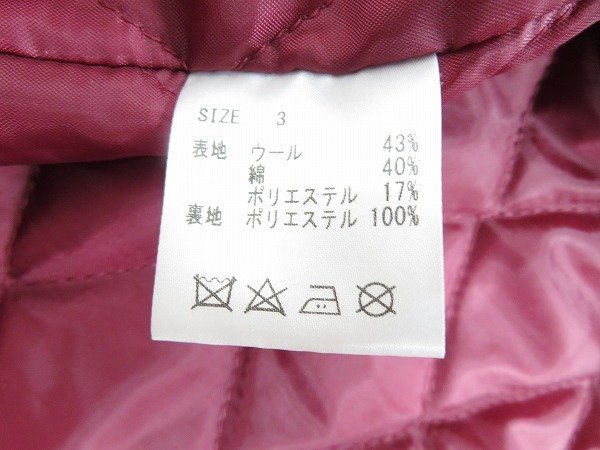 SIZE 3
表地 ウール 43%
綿 40%
ポリエステル 17%
裏地 ポリエステル 100%